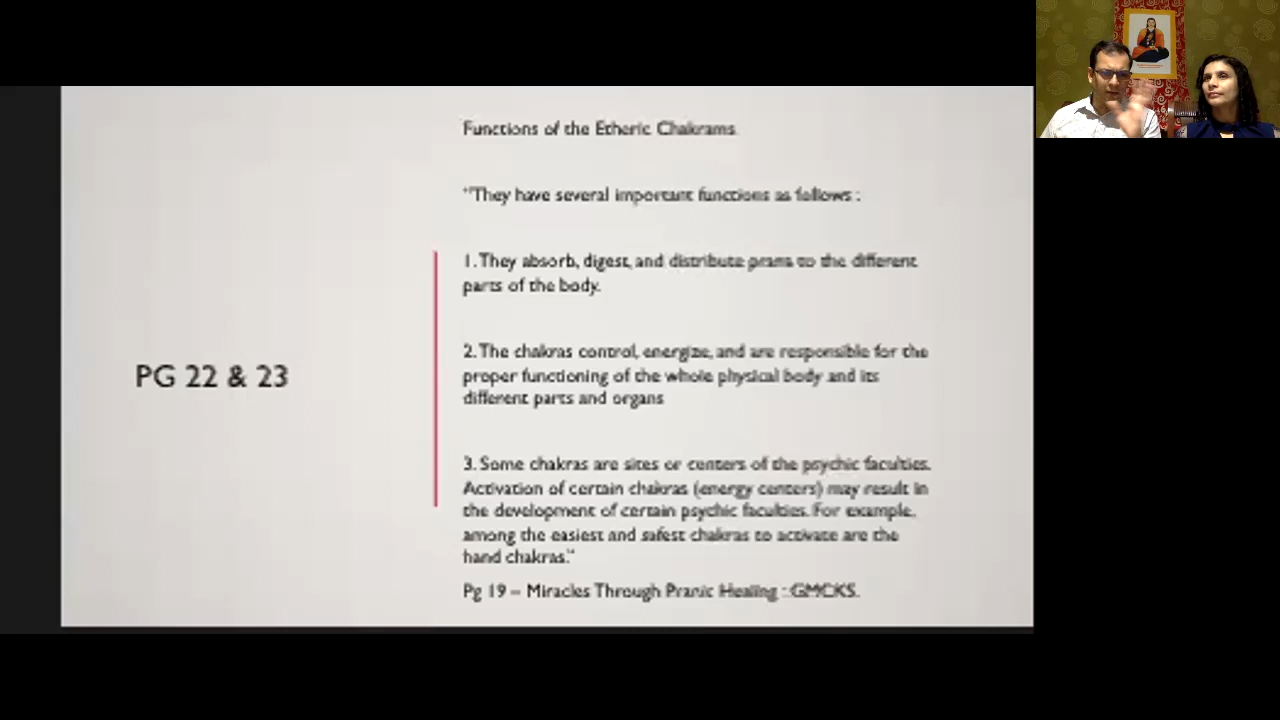 Functions of the Etheric Chakrams
"They have several important functions as follows :
1. They absorb, digest, and distribute prana to the different
parts of the body.
2. The chakras control, energize, and are responsible for the
proper functioning of the whole physical body and its
different parts and organs
3. Some chakras are sites or centers of the psychic faculties.
Activation of certain chakras (energy centers) may result in
the development of certain psychic faculties. For example,
among the easiest and safest chakras to activate are the
hand chakras."
Pg 19 – Miracles Through Pranic Healing : GMCKS.
PG 22 & 23